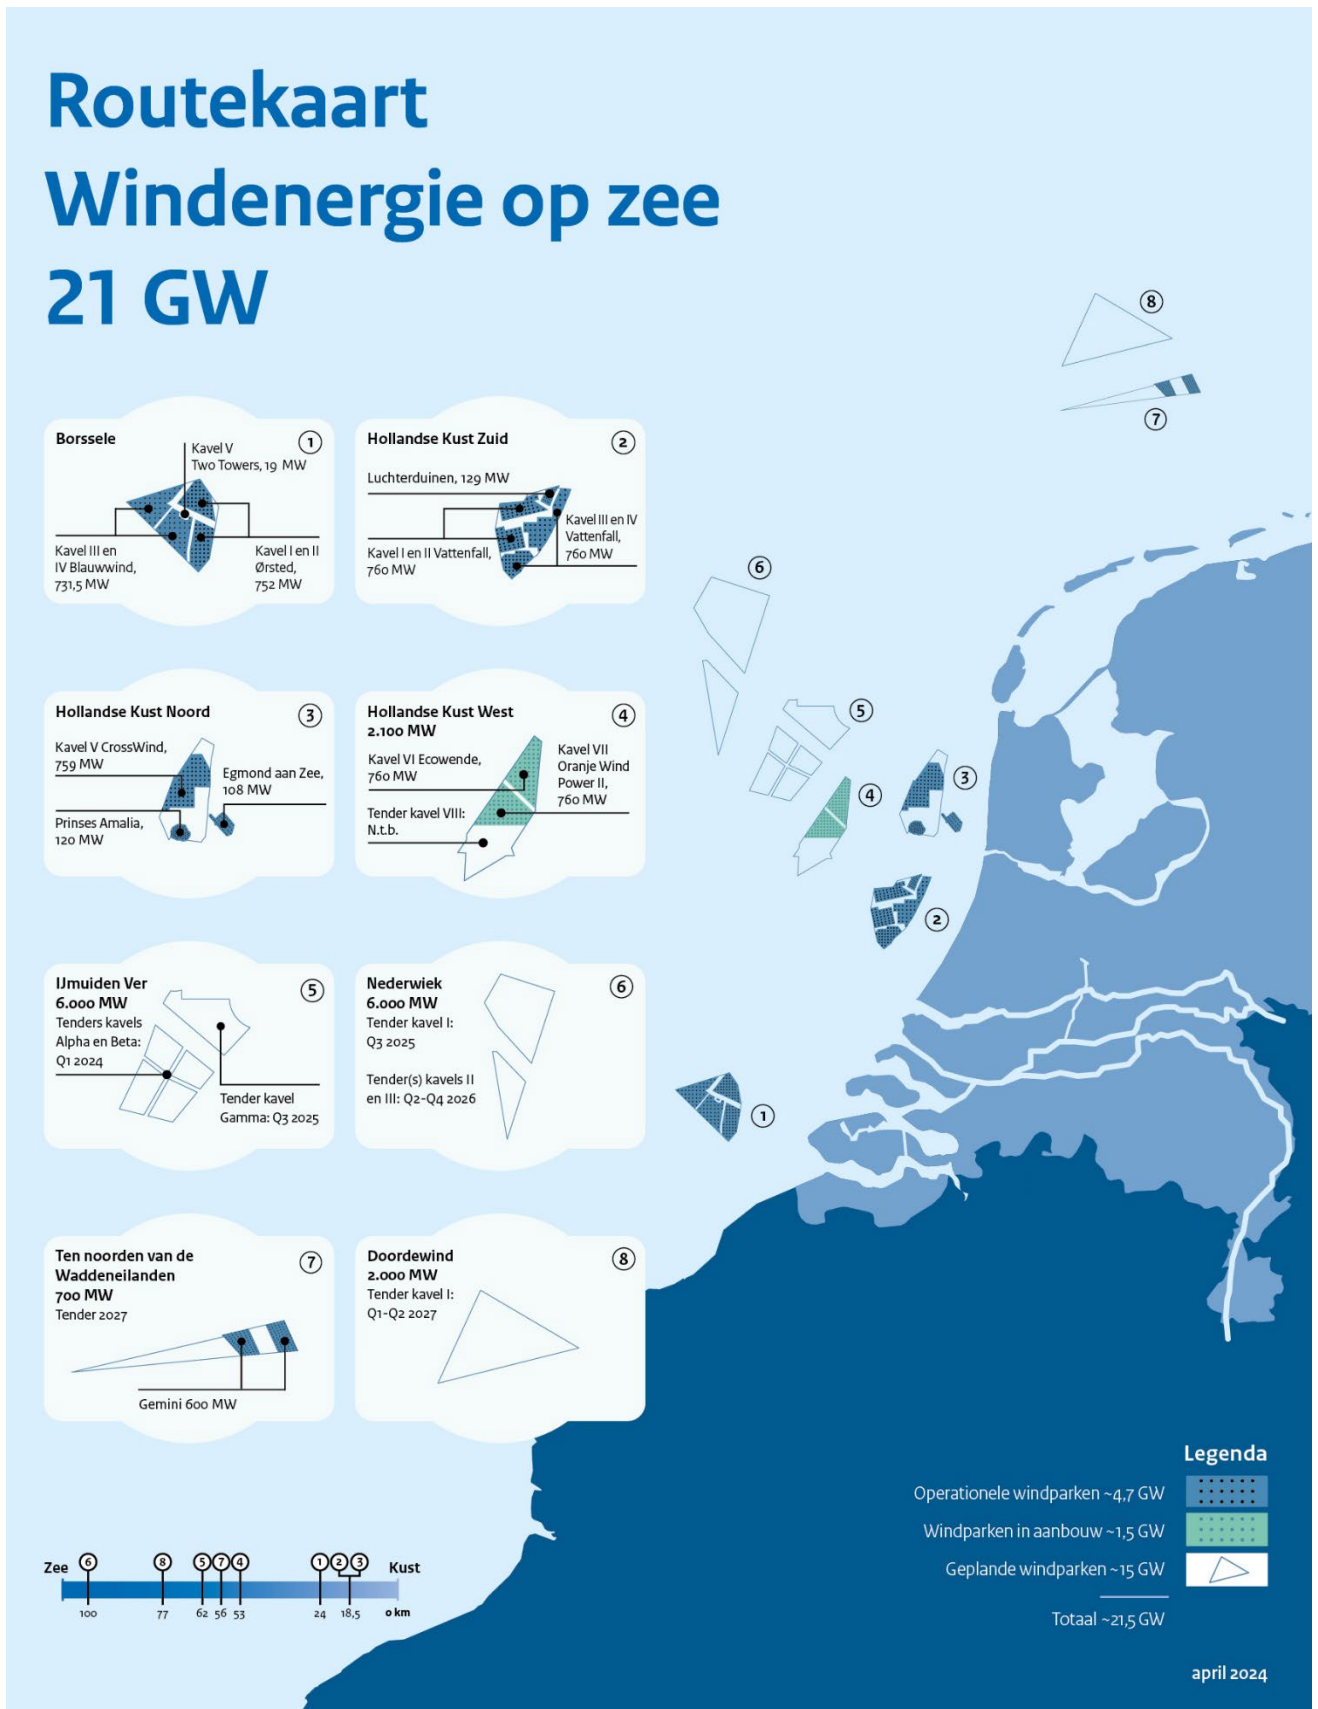 Routekaart
Windenergie op zee
21 GW
Borssele
1
Kavel V
Two Towers, 19 MW
Kavel III en
IV Blauwwind,
731,5 MW
Kavel I en II
Ørsted,
752 MW
Hollandse Kust Zuid
2
Luchterduinen, 129 MW
Kavel I en II Vattenfall,
760 MW
Kavel III en IV
Vattenfall,
760 MW
Hollandse Kust Noord
3
Kavel V CrossWind,
759 MW
Egmond aan Zee,
108 MW
Prinses Amalia,
120 MW
Hollandse Kust West
2.100 MW
4
Kavel VI Ecowende,
760 MW
Kavel VII
Oranje Wind
Power II,
760 MW
Tender kavel VIII:
N.t.b.
IJmuiden Ver
6.000 MW
5
Tenders kavels
Alpha en Beta:
Q1 2024
Tender kavel
Gamma: Q3 2025
Nederwiek
6.000 MW
6
Tender kavel I:
Q3 2025
Tender(s) kavels II
en III: Q2-Q4 2026
Ten noorden van de
Waddeneilanden
700 MW
7
Tender 2027
Gemini 600 MW
Doordewind
2.000 MW
8
Tender kavel I:
Q1-Q2 2027
8
7
6
5
3
4
2
1
Zee 6 8 5 7 4 1 2 3 Kust
100 77 62 56 53 24 18,5 0 km
Legenda
Operationele windparken ~4,7 GW
Windparken in aanbouw ~1,5 GW
Geplande windparken ~15 GW
Totaal ~21,5 GW
april 2024